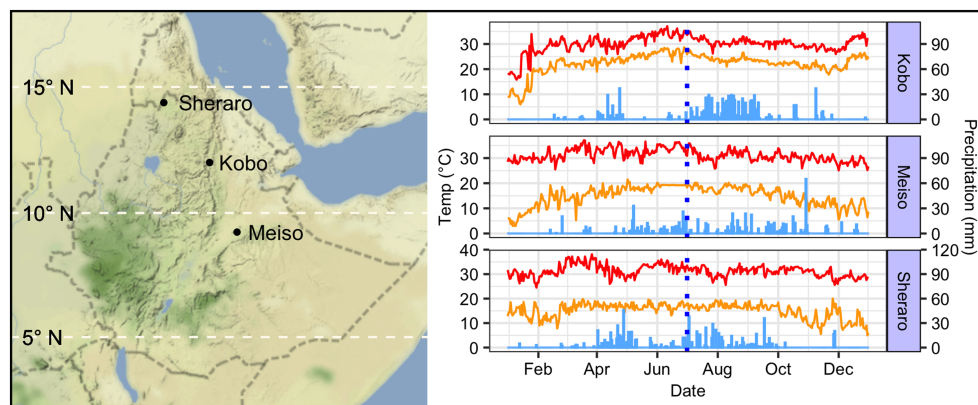 15° N
Sheraro
Kobo
10° N
Meiso
5° N
Temp (°C)
30
20
10
0
90
60
30
0
Kobo
30
20
10
0
90
60
30
0
Meiso
40
30
20
10
0
120
90
60
30
0
Sheraro
Precipitation (mm)
Feb Apr Jun Aug Oct Dec
Date